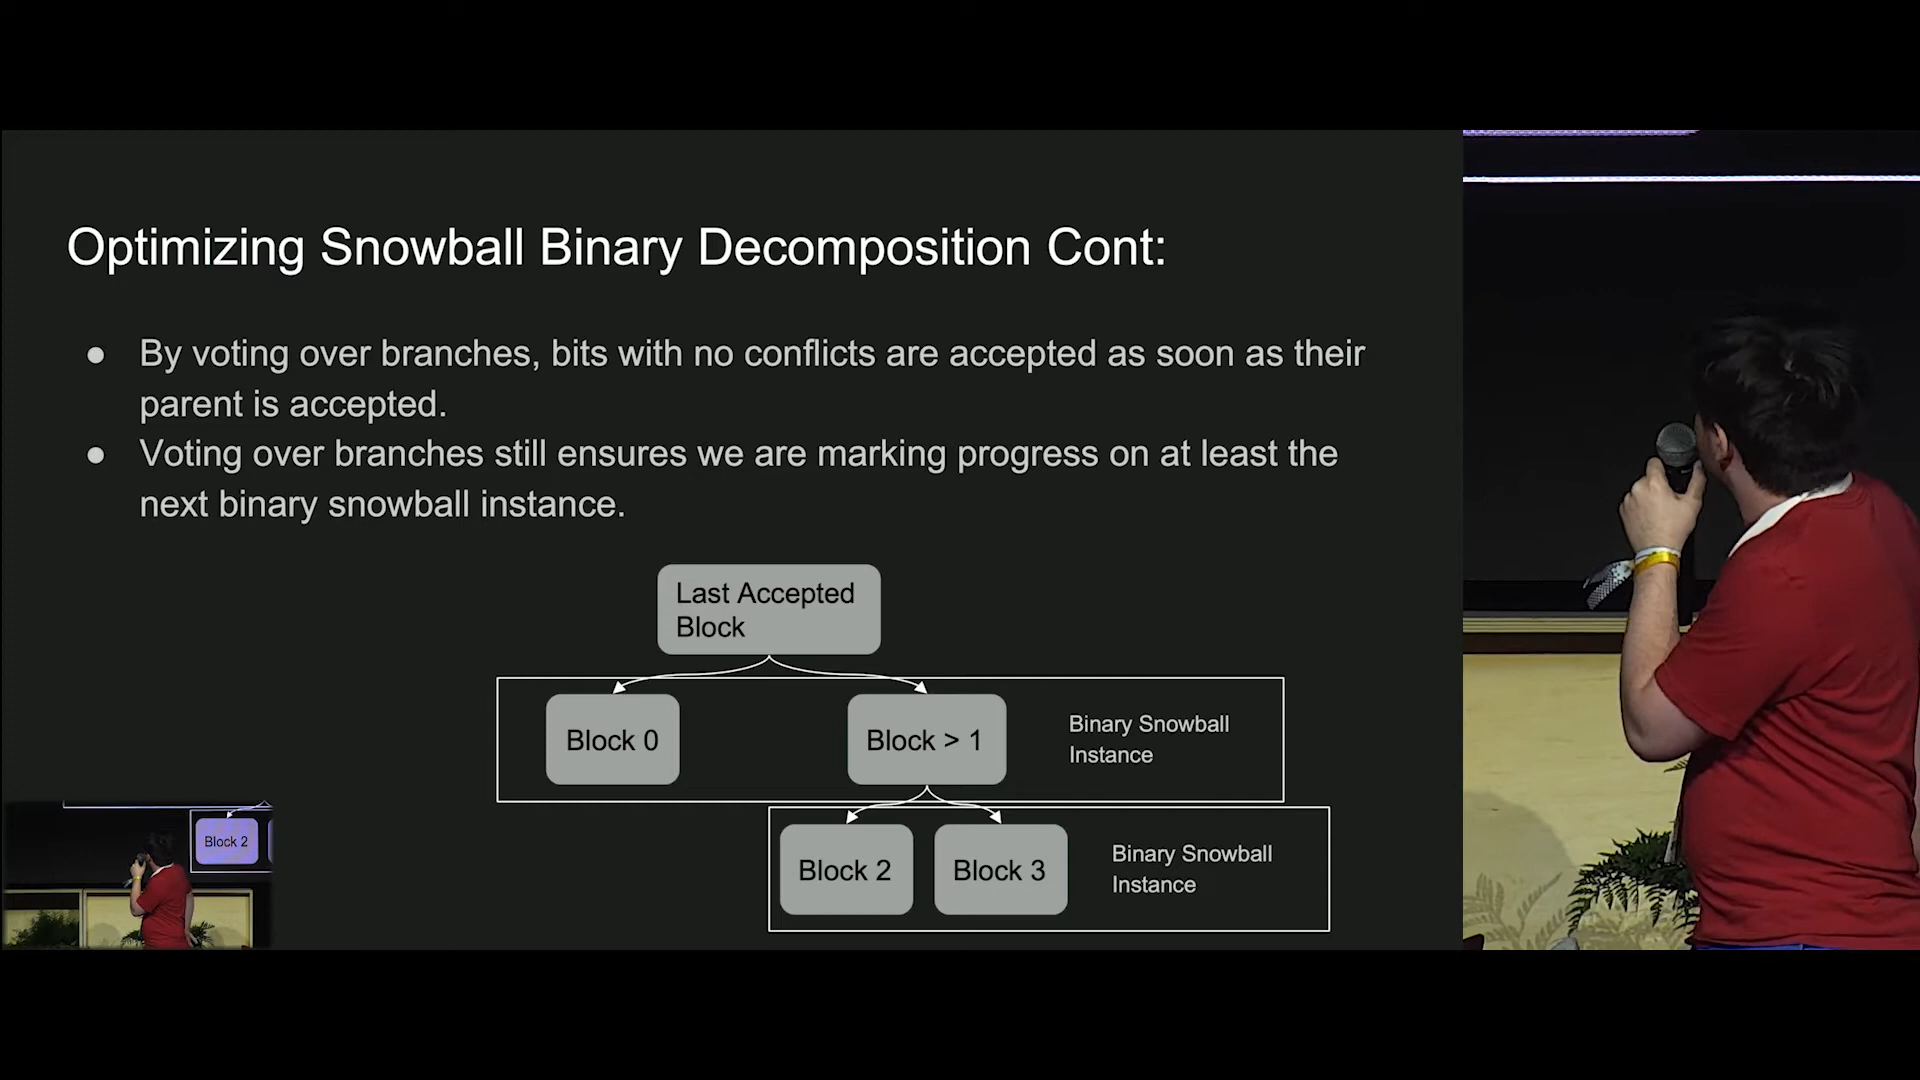 Optimizing Snowball Binary Decomposition Cont:
● By voting over branches, bits with no conflicts are accepted as soon as their
parent is accepted.
● Voting over branches still ensures we are marking progress on at least the
next binary snowball instance.
Last Accepted
Block
Block 0
Block > 1
Binary Snowball
Instance
Block 2
Block 3
Binary Snowball
Instance
Block 2